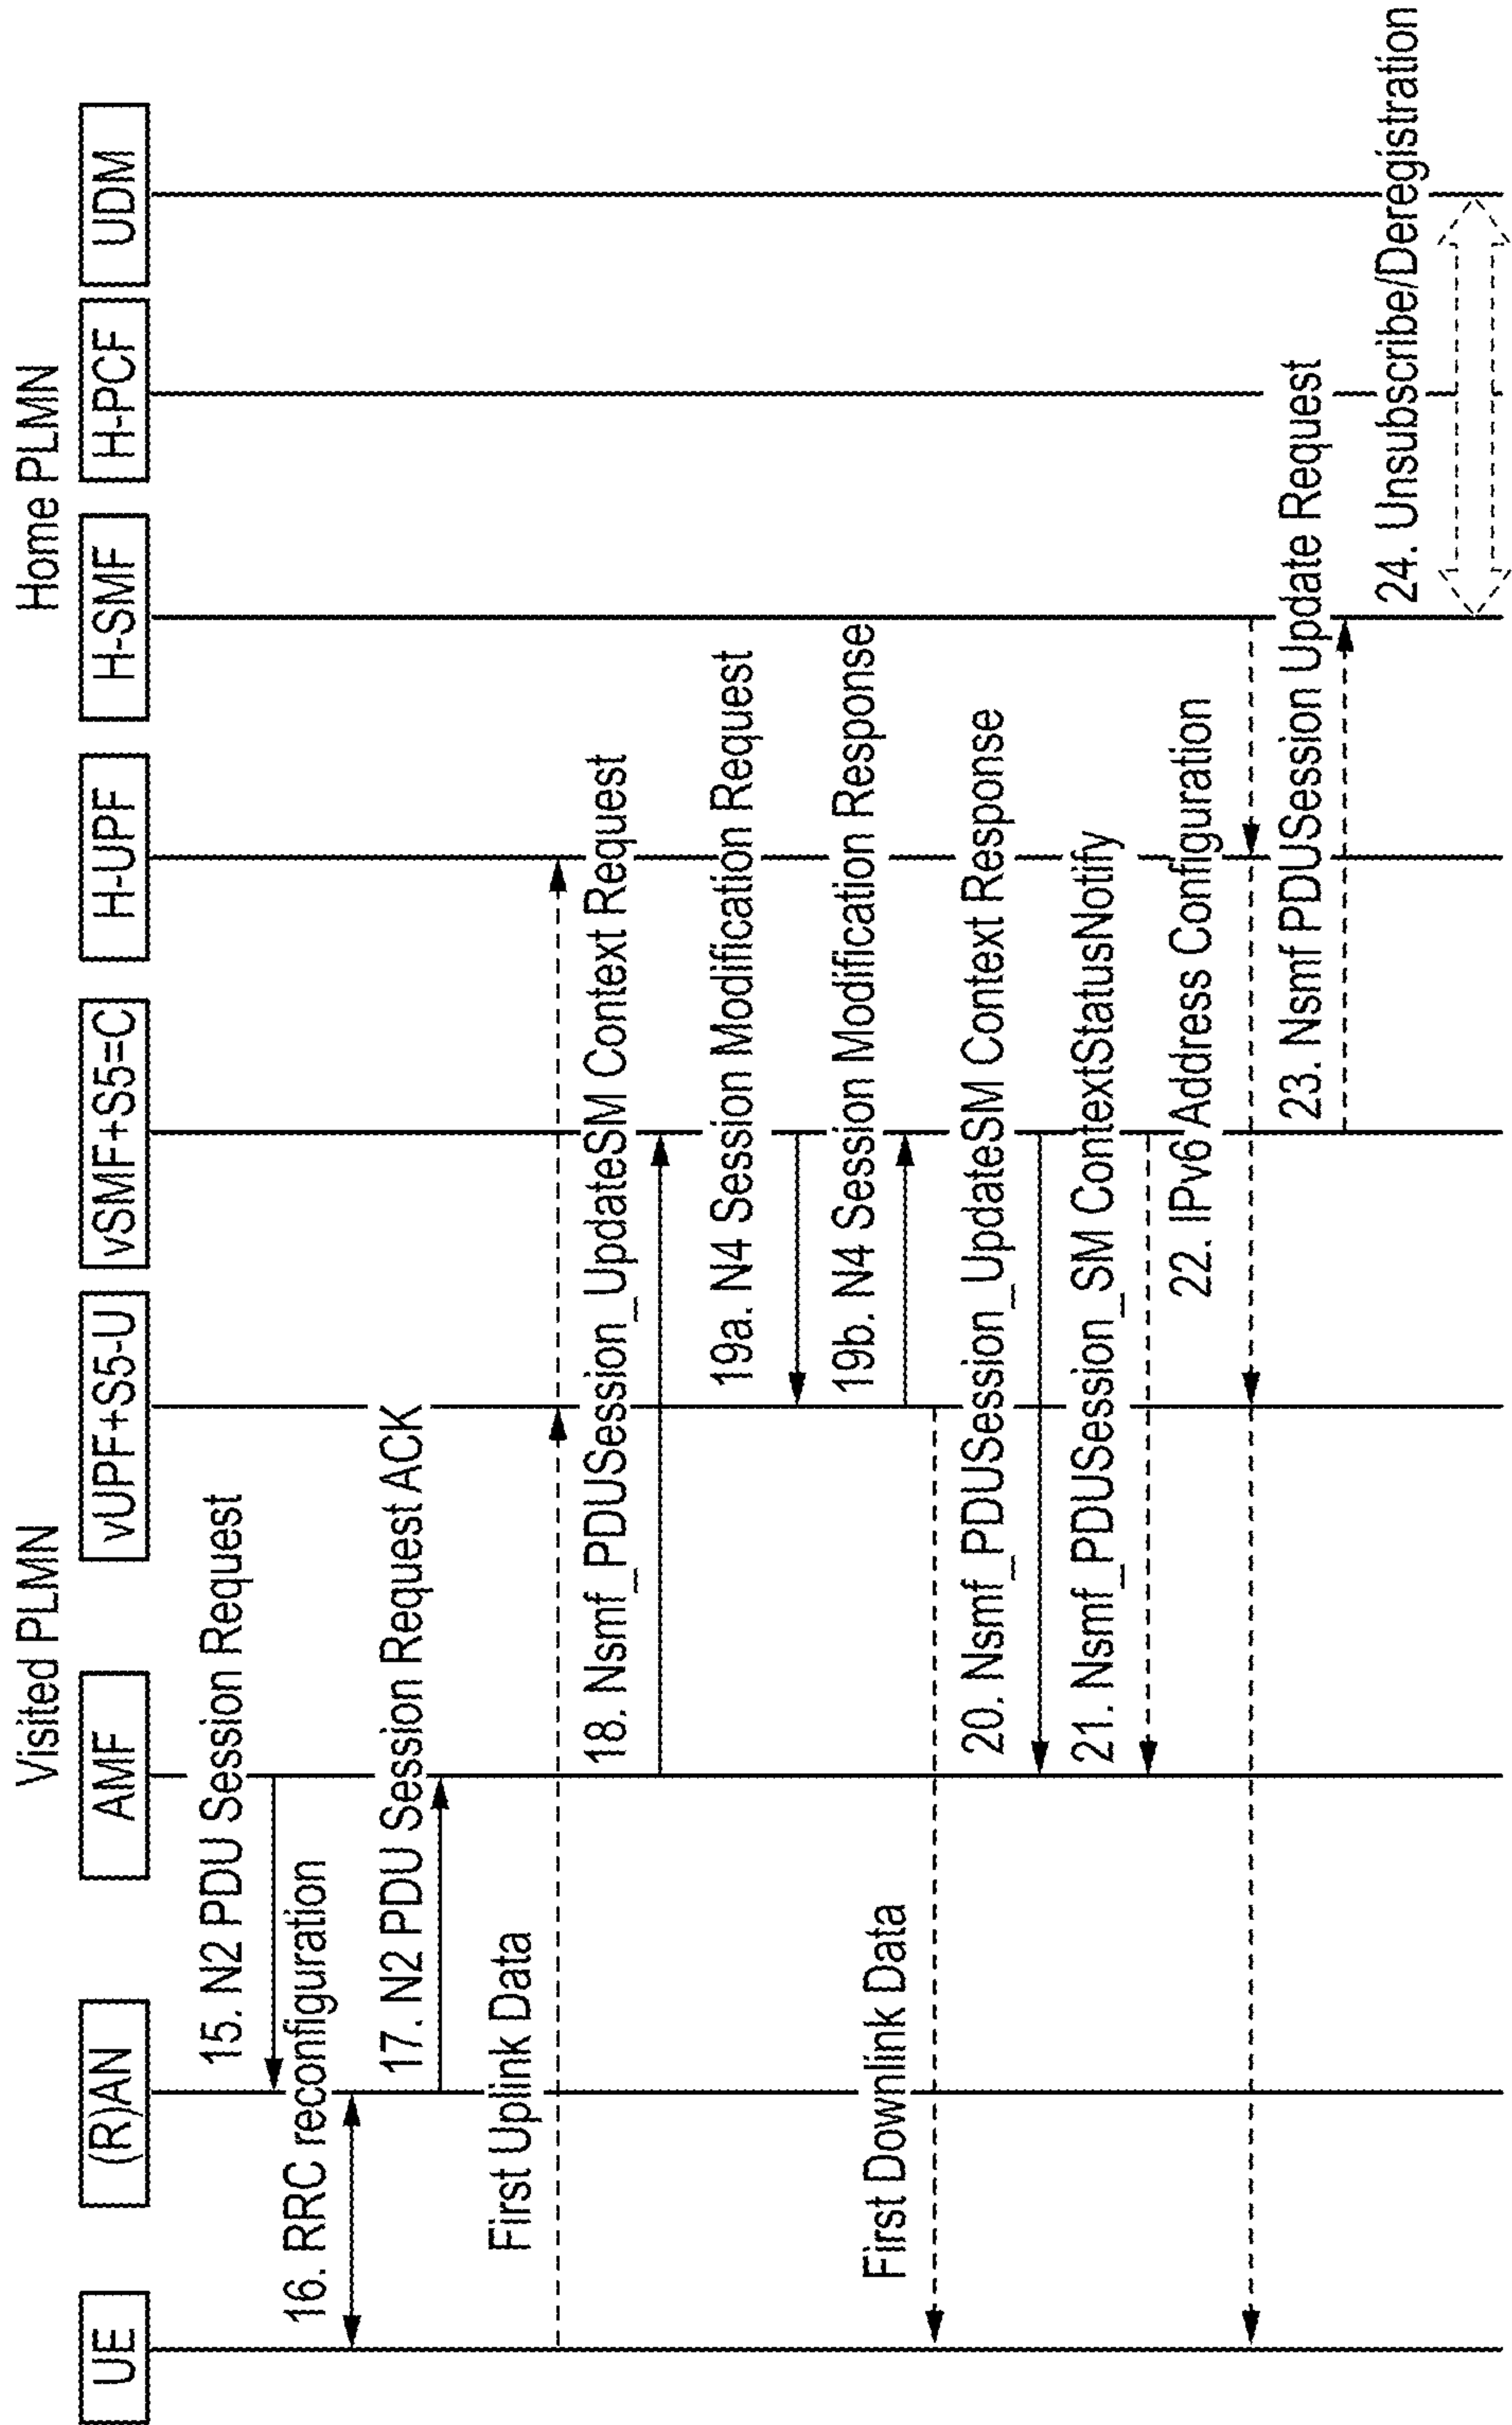 Visited PLMN
Home PLMN
UE
(R)AN
AMF
vUPF+S5-U
vSMF+S5=C
H-UPF
H-SMF
H-PCF
UDM
15. N2 PDU Session Request
16. RRC reconfiguration
17. N2 PDU Session Request ACK
First Uplink Data
18. Nsmf_PDUSession_UpdateSM Context Request
19a. N4 Session Modification Request
19b. N4 Session Modification Response
First Downlink Data
20. Nsmf_PDUSession_UpdateSM Context Response
21. Nsmf_PDUSession_SM ContextStatusNotify
22. IPv6 Address Configuration
23. Nsmf PDUSession Update Request
24. Unsubscribe/Deregistration